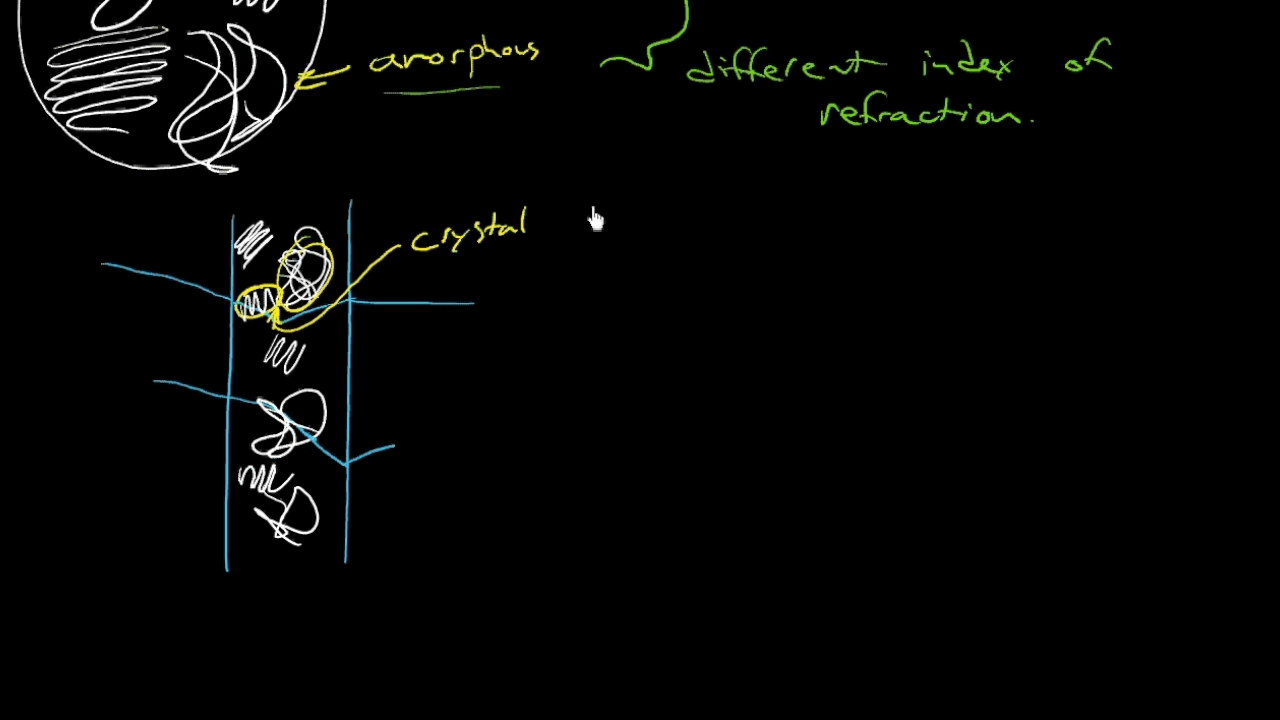 amorphous
different index of
refraction.
crystal